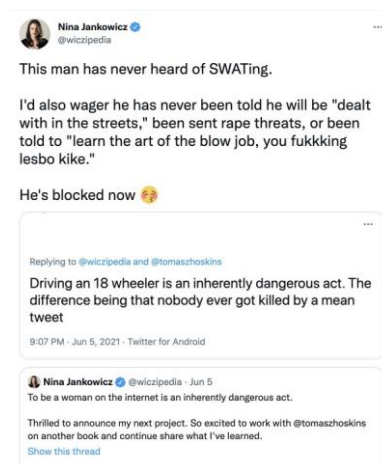 Nina Jankowicz
@wiczipedia
This man has never heard of SWATing.
I'd also wager he has never been told he will be "dealt
with in the streets," been sent rape threats, or been
told to "learn the art of the blow job, you fukkking
lesbo kike."
He's blocked now 😚
Replying to @wiczipedia and @tomaszhoskins
Driving an 18 wheeler is an inherently dangerous act. The
difference being that nobody ever got killed by a mean
tweet
9:07 PM · Jun 5, 2021 · Twitter for Android
Nina Jankowicz @wiczipedia · Jun 5
To be a woman on the internet is an inherently dangerous act.
Thrilled to announce my next project. So excited to work with @tomaszhoskins
on another book and continue share what I've learned.
Show this thread